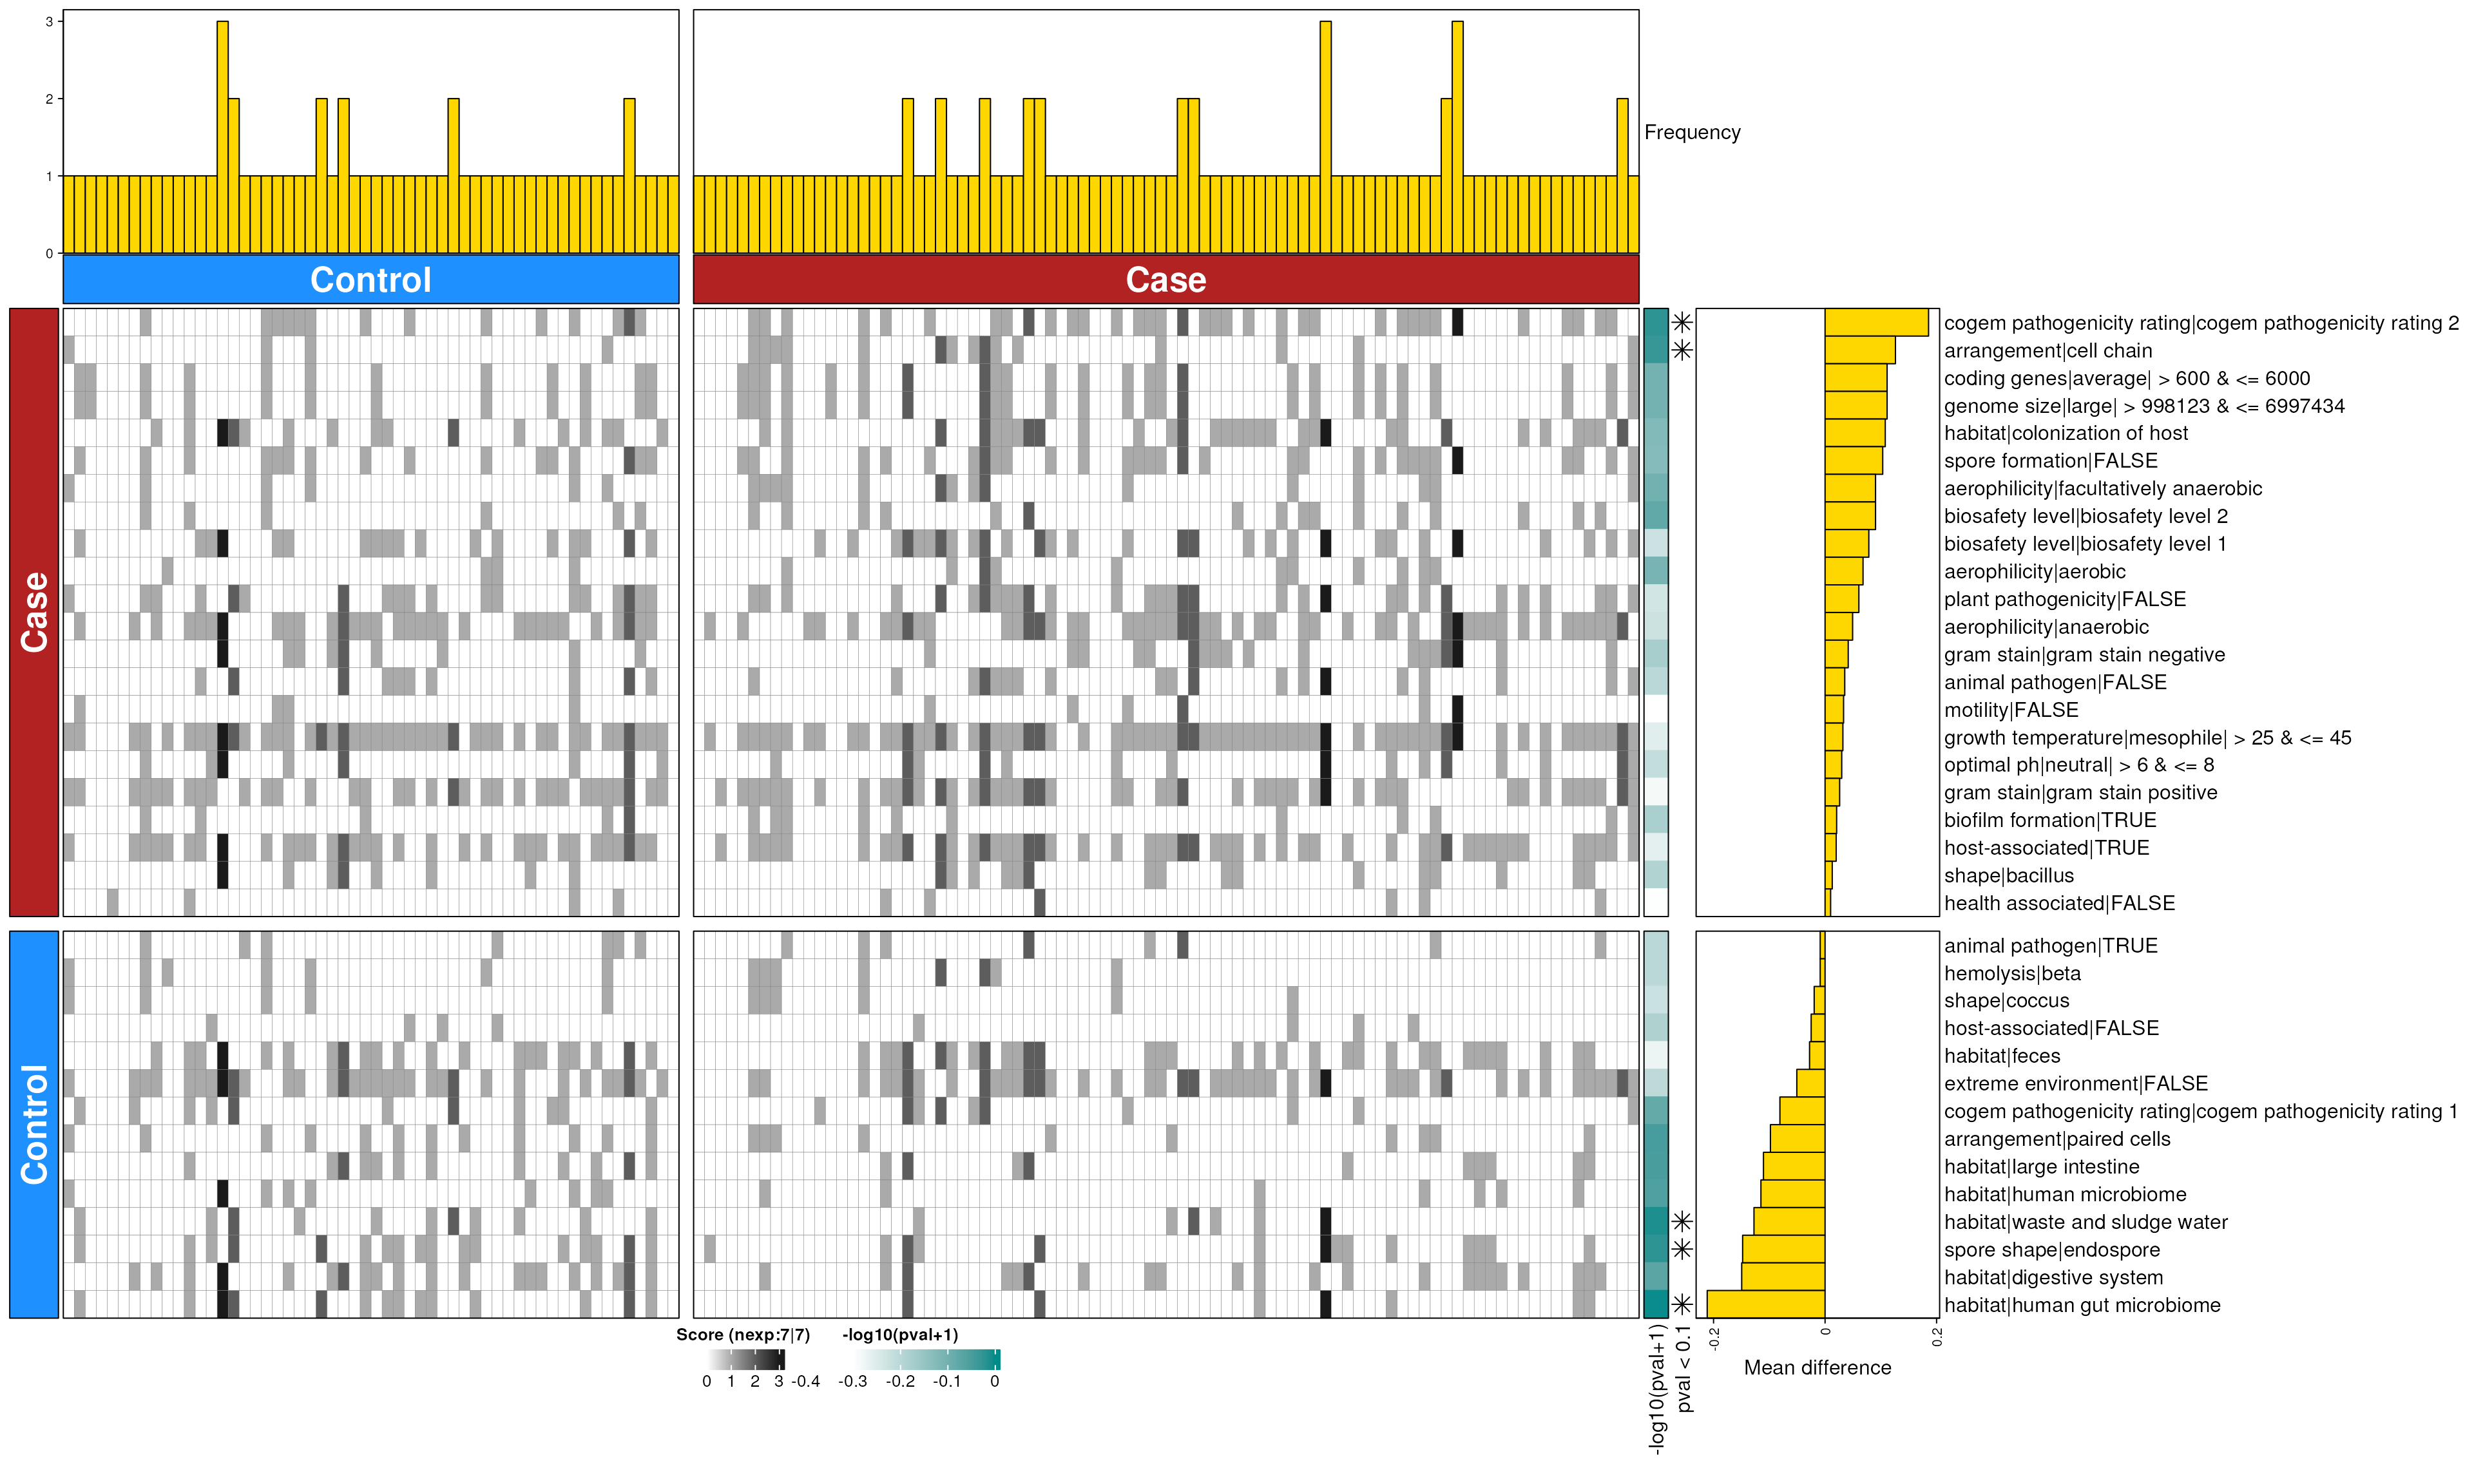 3
2
1
0
Frequency
Control
Case
Case
cogem pathogenicity rating|cogem pathogenicity rating 2
arrangement|cell chain
coding genes|average| > 600 & <= 6000
genome size|large| > 998123 & <= 6997434
habitat|colonization of host
spore formation|FALSE
aerophilicity|facultatively anaerobic
biosafety level|biosafety level 2
biosafety level|biosafety level 1
aerophilicity|aerobic
plant pathogenicity|FALSE
aerophilicity|anaerobic
gram stain|gram stain negative
animal pathogen|FALSE
motility|FALSE
growth temperature|mesophile| > 25 & <= 45
optimal ph|neutral| > 6 & <= 8
gram stain|gram stain positive
biofilm formation|TRUE
host-associated|TRUE
shape|bacillus
health associated|FALSE
Control
animal pathogen|TRUE
hemolysis|beta
shape|coccus
host-associated|FALSE
habitat|feces
extreme environment|FALSE
cogem pathogenicity rating|cogem pathogenicity rating 1
arrangement|paired cells
habitat|large intestine
habitat|human microbiome
habitat|waste and sludge water
spore shape|endospore
habitat|digestive system
habitat|human gut microbiome
-0.2 0 0.2
Mean difference
-log10(pval+1)
pval < 0.1
Score (nexp:7|7)
0 1 2 3
-log10(pval+1)
-0.4 -0.3 -0.2 -0.1 0